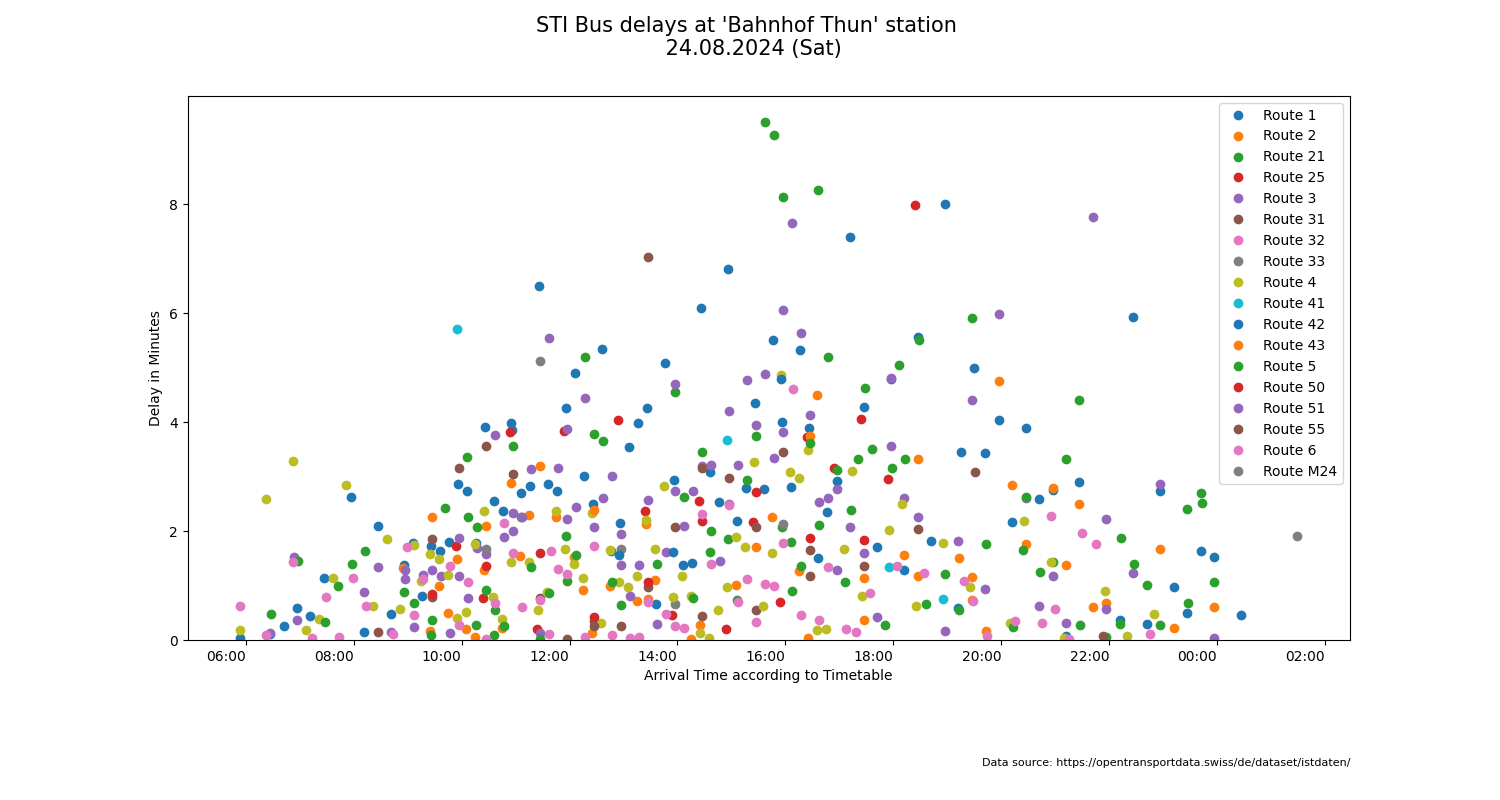 STI Bus delays at 'Bahnhof Thun' station
24.08.2024 (Sat)
Delay in Minutes
8
6
4
2
0
06:00 08:00 10:00 12:00 14:00 16:00 18:00 20:00 22:00 00:00 02:00
Arrival Time according to Timetable
Route 1
Route 2
Route 21
Route 25
Route 3
Route 31
Route 32
Route 33
Route 4
Route 41
Route 42
Route 43
Route 5
Route 50
Route 51
Route 55
Route 6
Route M24
Data source: https://opentransportdata.swiss/de/dataset/istdaten/